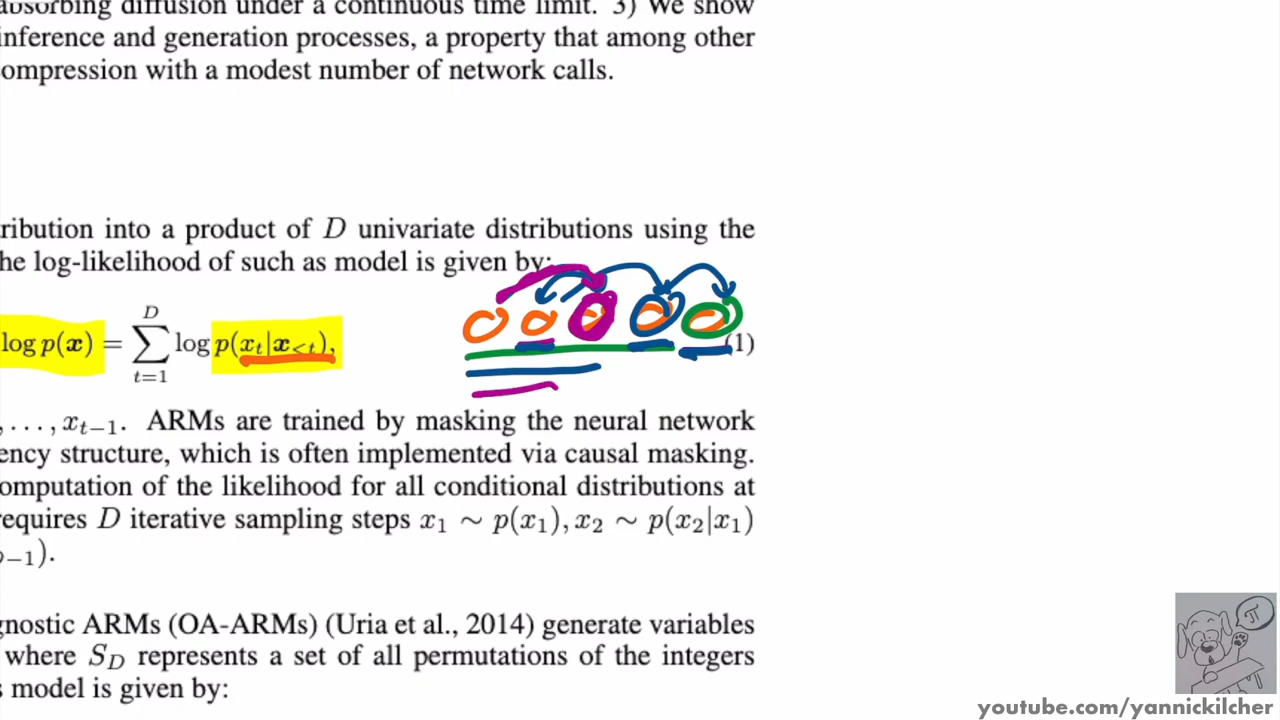 absorbing diffusion under a continuous time limit. 3) We show
inference and generation processes, a property that among other
ompression with a modest number of network calls.
ribution into a product of D univariate distributions using the
he log-likelihood of such as model is given by:
log p(x) = ∑_{t=1}^{D} log p(x_t|x_{<t}), (1)
, . . . , x_{t−1}. ARMs are trained by masking the neural network
ency structure, which is often implemented via causal masking.
omputation of the likelihood for all conditional distributions at
requires D iterative sampling steps x_1 ∼ p(x_1), x_2 ∼ p(x_2|x_1)
−1).
gnostic ARMs (OA-ARMs) (Uria et al., 2014) generate variables
where S_D represents a set of all permutations of the integers
s model is given by:
π
youtube.com/yannickilcher